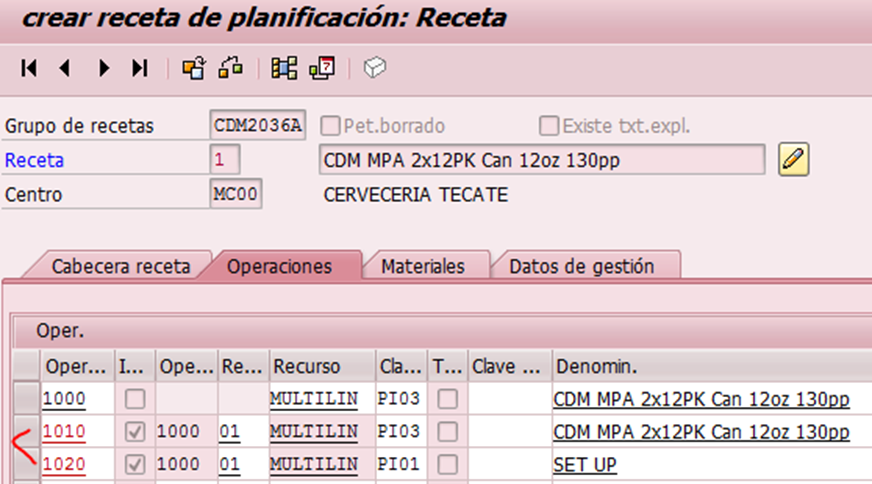 crear receta de planificación: Receta
Grupo de recetas CDM2036A Pet.borrado Existe txt.expl.
Receta 1 CDM MPA 2x12PK Can 12oz 130pp
Centro MC00 CERVECERIA TECATE
Cabecera receta Operaciones Materiales Datos de gestión
Oper.
Oper... I... Ope... Re... Recurso Cla... T... Clave ... Denomin.
1000 MULTILIN PI03 CDM MPA 2x12PK Can 12oz 130pp
1010 1000 01 MULTILIN PI03 CDM MPA 2x12PK Can 12oz 130pp
1020 1000 01 MULTILIN PI01 SET UP